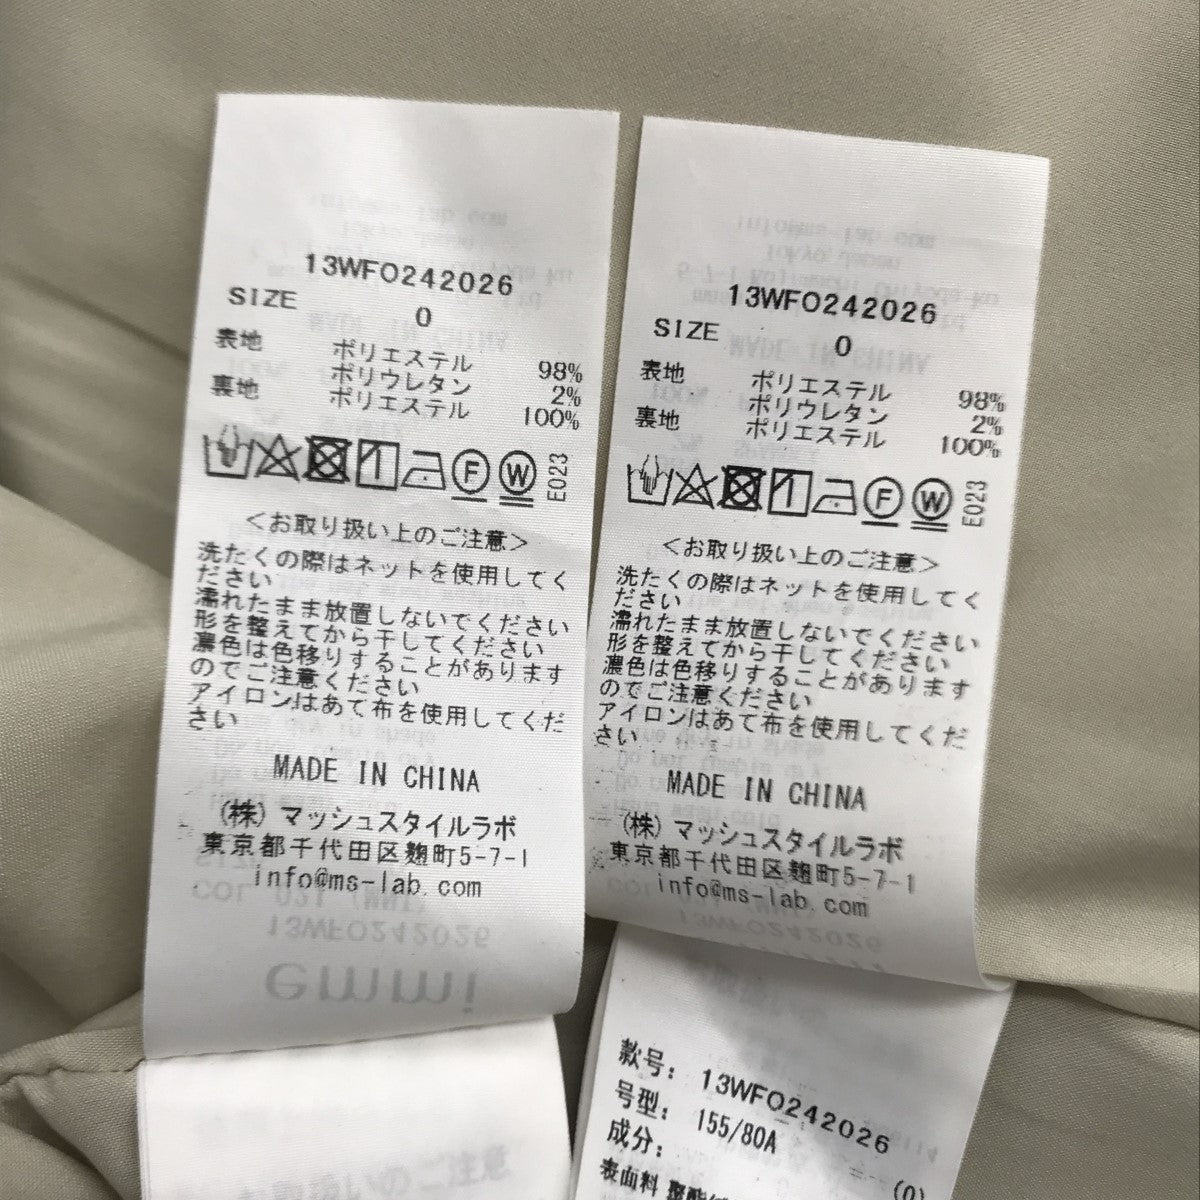 13WFO242026
SIZE 0
表地 ポリエステル 98%
ポリウレタン 2%
裏地 ポリエステル 100%
F W E023
<お取り扱い上のご注意>
洗たくの際はネットを使用してく
ださい
濡れたまま放置しないでください
形を整えてから干してください
濃色は色移りすることがあります
のでご注意ください
アイロンはあて布を使用してくだ
さい
MADE IN CHINA
(株)マッシュスタイルラボ
東京都千代田区麹町5-7-1
info@ms-lab.com
13WFO242026
SIZE 0
表地 ポリエステル 98%
ポリウレタン 2%
裏地 ポリエステル 100%
F W E023
<お取り扱い上のご注意>
洗たくの際はネットを使用してく
ださい
濡れたまま放置しないでください
形を整えてから干してください
濃色は色移りすることがあります
のでご注意ください
アイロンはあて布を使用してくだ
さい
MADE IN CHINA
(株)マッシュスタイルラボ
東京都千代田区麹町5-7-1
info@ms-lab.com
款号: 13WFO242026
号型: 155/80A
成分: (0)
表面料